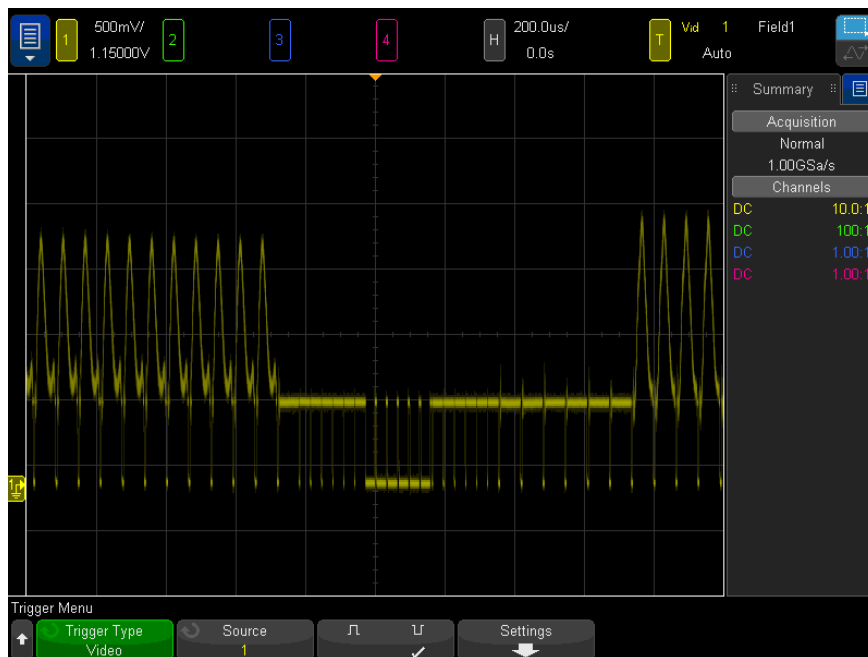 1 500mV/ 2 3 4 H 200.0us/ T Vid 1 Field1
1.15000V 0.0s Auto
Summary
Acquisition
Normal
1.00GSa/s
Channels
DC 10.0:1
DC 100:1
DC 1.00:1
DC 1.00:1
1
Trigger Menu
Trigger Type Source Settings
Video 1